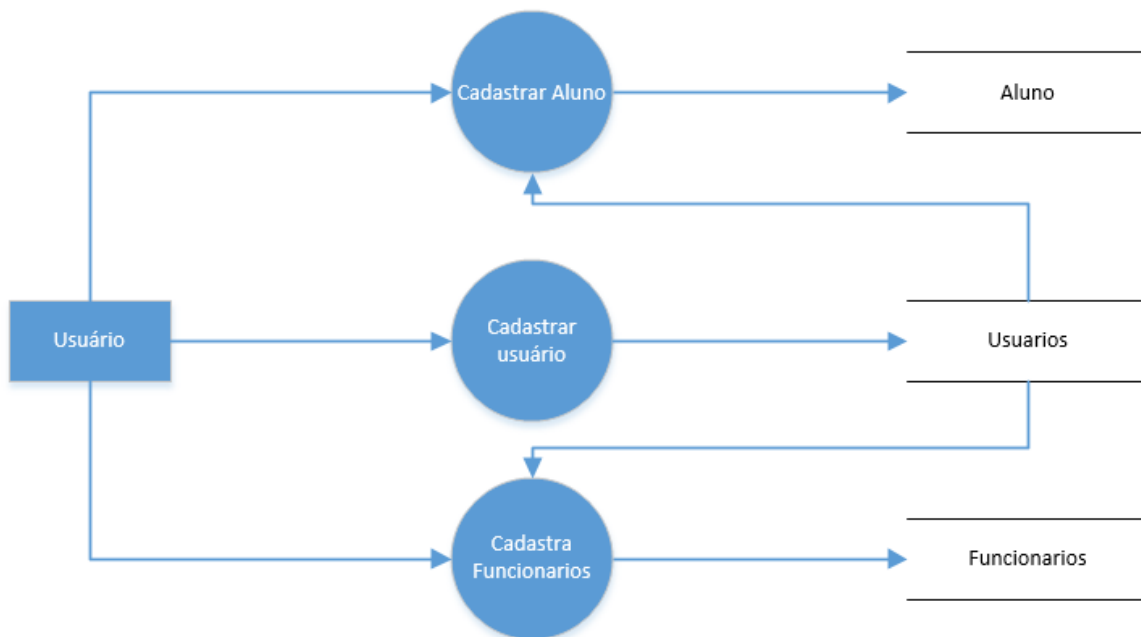 Cadastrar Aluno
Aluno
Usuário
Cadastrar
usuário
Usuarios
Cadastra
Funcionarios
Funcionarios